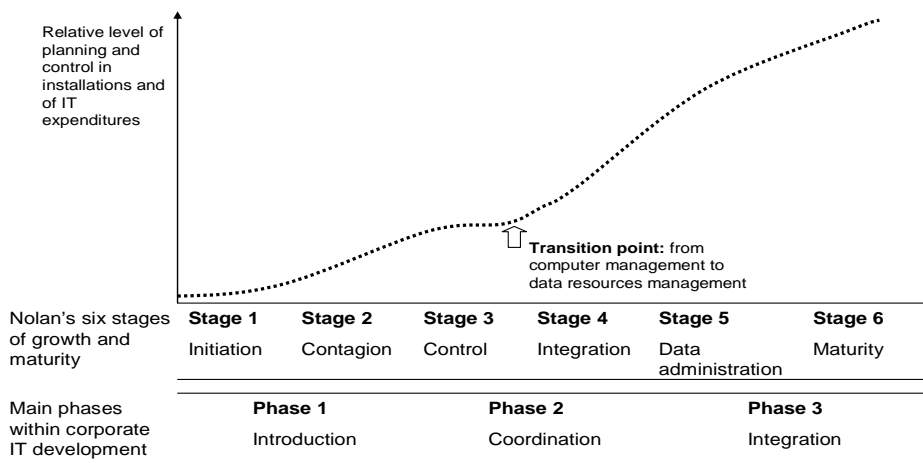 Relative level of
planning and
control in
installations and
of IT
expenditures
Transition point: from
computer management to
data resources management
Nolan's six stages
of growth and
maturity
Stage 1 Stage 2 Stage 3 Stage 4 Stage 5 Stage 6
Initiation Contagion Control Integration Data
administration Maturity
Main phases
within corporate
IT development
Phase 1 Phase 2 Phase 3
Introduction Coordination Integration